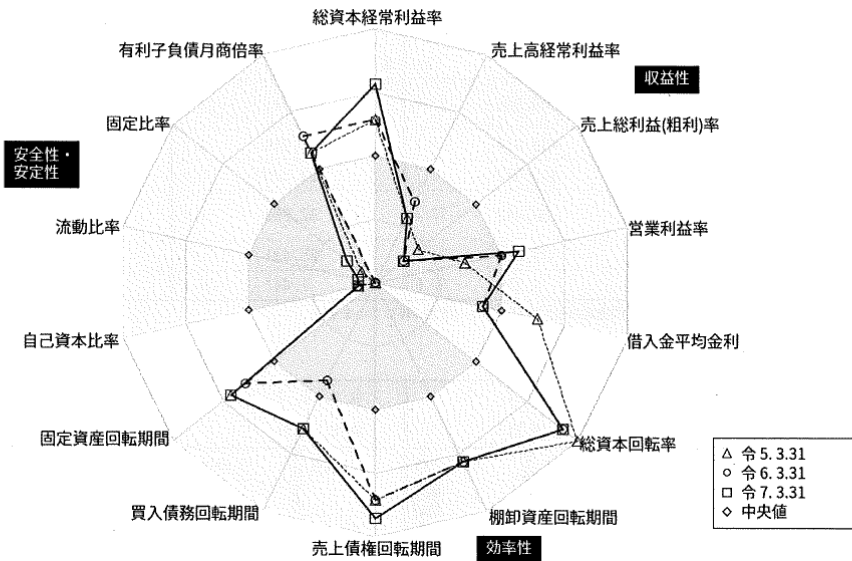 総資本経常利益率
有利子負債月商倍率
売上高経常利益率
収益性
固定比率
売上総利益(粗利)率
安全性・
安定性
流動比率
営業利益率
自己資本比率
借入金平均金利
固定資産回転期間
総資本回転率
買入債務回転期間
棚卸資産回転期間
売上債権回転期間
効率性
令5.3.31
令6.3.31
令7.3.31
中央値